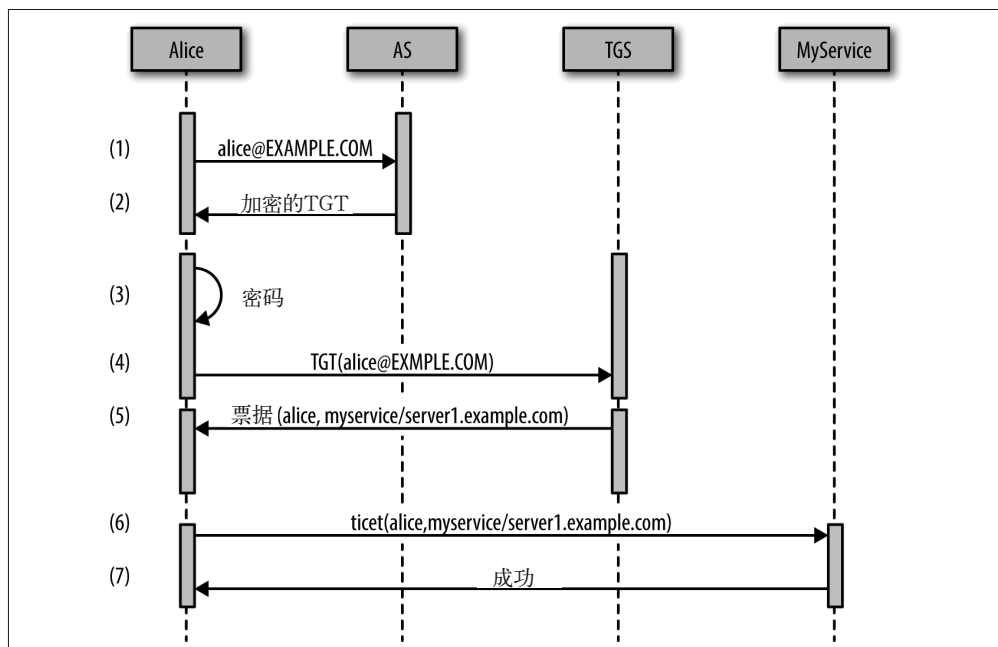 Alice AS TGS MyService
(1) alice@EXAMPLE.COM
(2) 加密的TGT
(3) 密码
(4) TGT(alice@EXMPLE.COM)
(5) 票据 (alice, myservice/server1.example.com)
(6) ticet(alice,myservice/server1.example.com)
(7) 成功